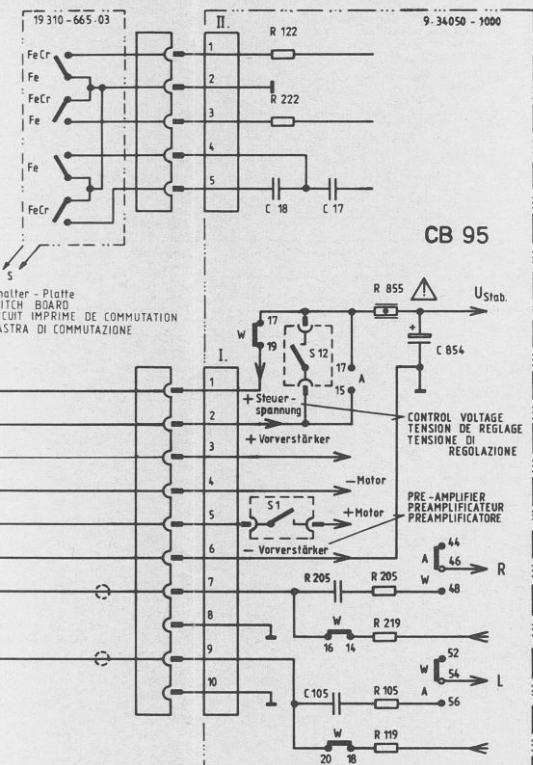 19 310-665-03
II.
9-34050 - 1000
R 122
FeCr
1
Fe
2
FeCr
R 222
Fe
3
Fe
4
FeCr
5
C 18
C 17
CB 95
S
halter - Platte
ITCH BOARD
CUIT IMPRIME DE COMMUTATION
ASTRA DI COMMUTAZIONE
R 855
UStab.
17
W
19
S 12
+
C 854
I.
17
A
15
1
+ Steuer-
spannung
2
+ Vorverstärker
CONTROL VOLTAGE
TENSION DE REGLAGE
TENSIONE DI
REGOLAZIONE
3
4
- Motor
S 1
5
+ Motor
PRE-AMPLIFIER
PREAMPLIFICATEUR
PREAMPLIFICATORE
6
- Vorverstärker
44
A
46
R
W
48
R 205
R 205
7
W
R 219
16
14
8
52
W
54
L
A
56
9
C 105
R 105
10
W
R 119
20
18